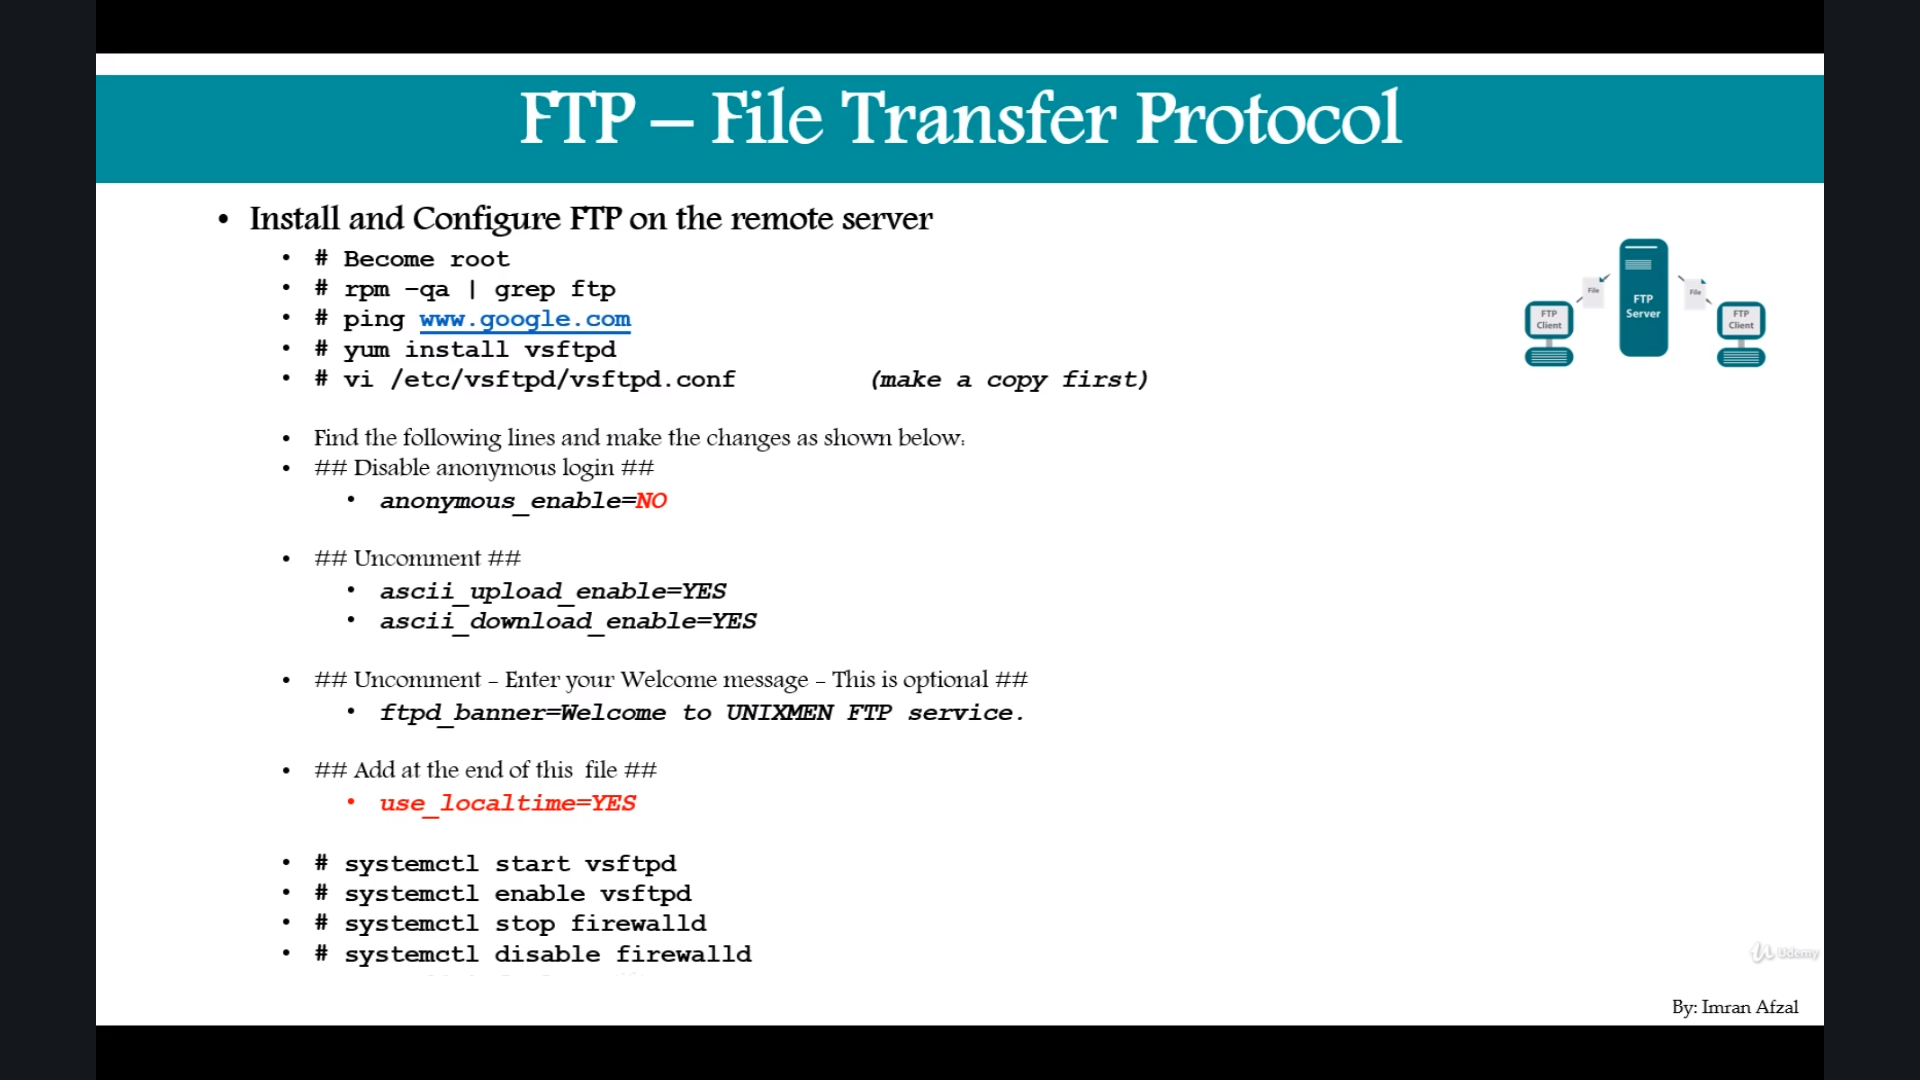 FTP – File Transfer Protocol
• Install and Configure FTP on the remote server
• # Become root
• # rpm –qa | grep ftp
• # ping www.google.com
• # yum install vsftpd
• # vi /etc/vsftpd/vsftpd.conf (make a copy first)
• Find the following lines and make the changes as shown below:
• ## Disable anonymous login ##
• anonymous_enable=NO
• ## Uncomment ##
• ascii_upload_enable=YES
• ascii_download_enable=YES
• ## Uncomment – Enter your Welcome message – This is optional ##
• ftpd_banner=Welcome to UNIXMEN FTP service.
• ## Add at the end of this file ##
• use_localtime=YES
• # systemctl start vsftpd
• # systemctl enable vsftpd
• # systemctl stop firewalld
• # systemctl disable firewalld
File
File
FTP Server
FTP Client
FTP Client
Udemy
By: Imran Afzal